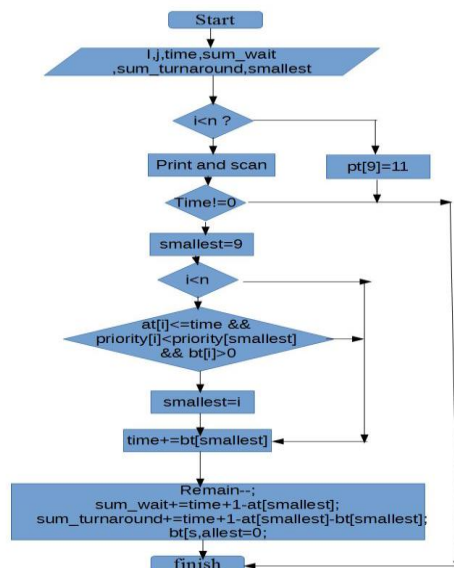 Start
I,j,time,sum_wait
,sum_turnaround,smallest
i<n ?
Print and scan
pt[9]=11
Time!=0
smallest=9
i<n
at[i]<=time &&
priority[i]<priority[smallest]
&& bt[i]>0
smallest=i
time+=bt[smallest]
Remain--;
sum_wait+=time+1-at[smallest];
sum_turnaround+=time+1-at[smallest]-bt[smallest];
bt[s,allest=0;
finish